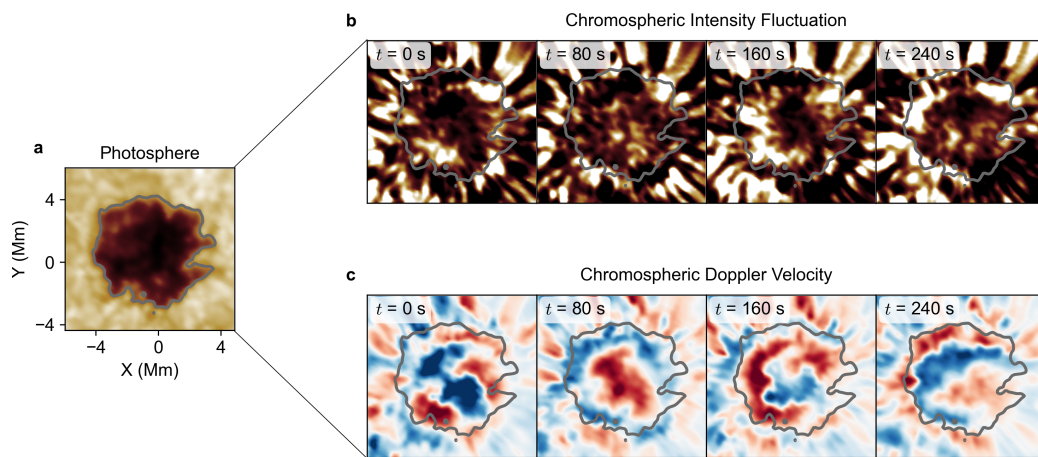 b
Chromospheric Intensity Fluctuation
t = 0 s
t = 80 s
t = 160 s
t = 240 s
a
Photosphere
4
0
−4
Y (Mm)
−4
0
4
X (Mm)
c
Chromospheric Doppler Velocity
t = 0 s
t = 80 s
t = 160 s
t = 240 s